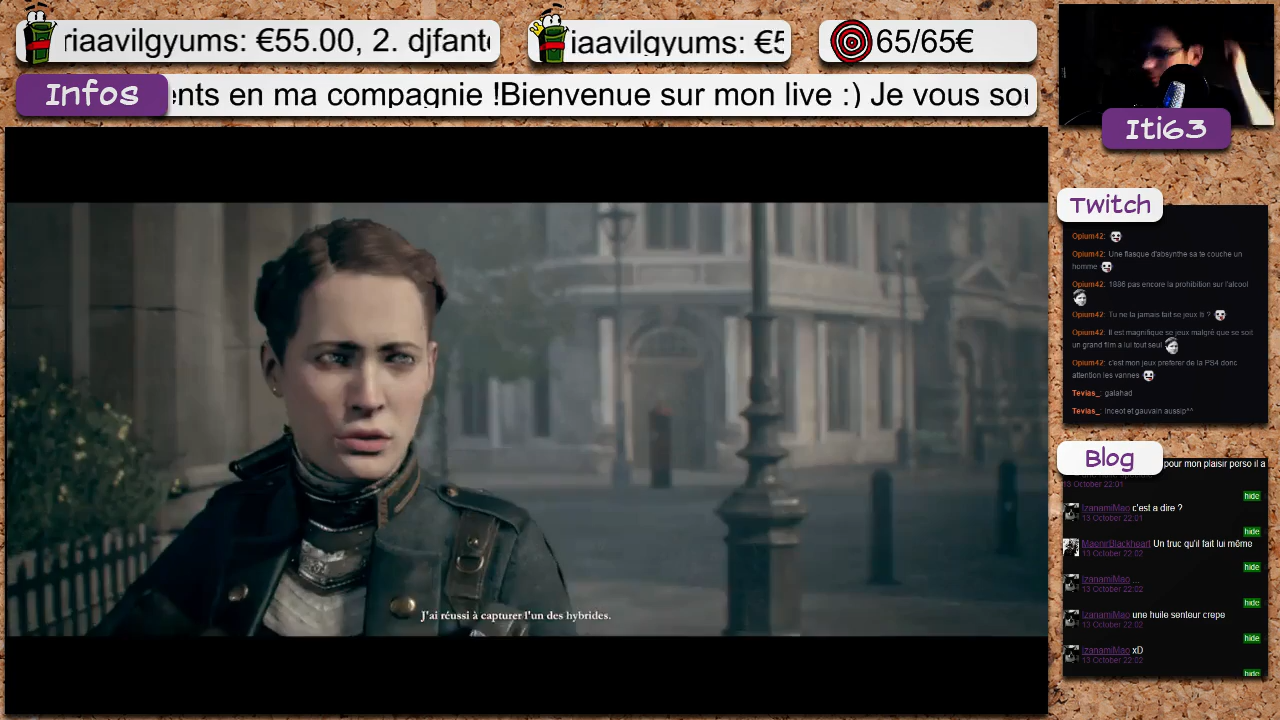 riaavilgyums: €55.00, 2. djfant
iaavilgyums: €5
65/65€
Infos
nts en ma compagnie !Bienvenue sur mon live :) Je vous sou
Iti63
Twitch
Opium42:
Opium42: Une flasque d'absynthe sa te couche un
homme
Opium42: 1886 pas encore la prohibition sur l'alcool
Opium42: Tu ne la jamais fait se jeux Iti ?
Opium42: Il est magnifique se jeux malgré que se soit
un grand film a lui tout seul
Opium42: c'est mon jeux preferer de la PS4 donc
attention les vannes
Tevias_: galahad
Tevias_: lnceot et gauvain aussip^^
Blog
pour mon plaisir perso il a
13 October 22:01
hide
IzanamiMao c'est a dire ?
13 October 22:01
hide
MaenirBlackheart Un truc qu'il fait lui même
13 October 22:02
hide
IzanamiMao ...
13 October 22:02
hide
IzanamiMao une huile senteur crepe
13 October 22:02
hide
IzanamiMao xD
13 October 22:02
hide
J'ai réussi à capturer l'un des hybrides.